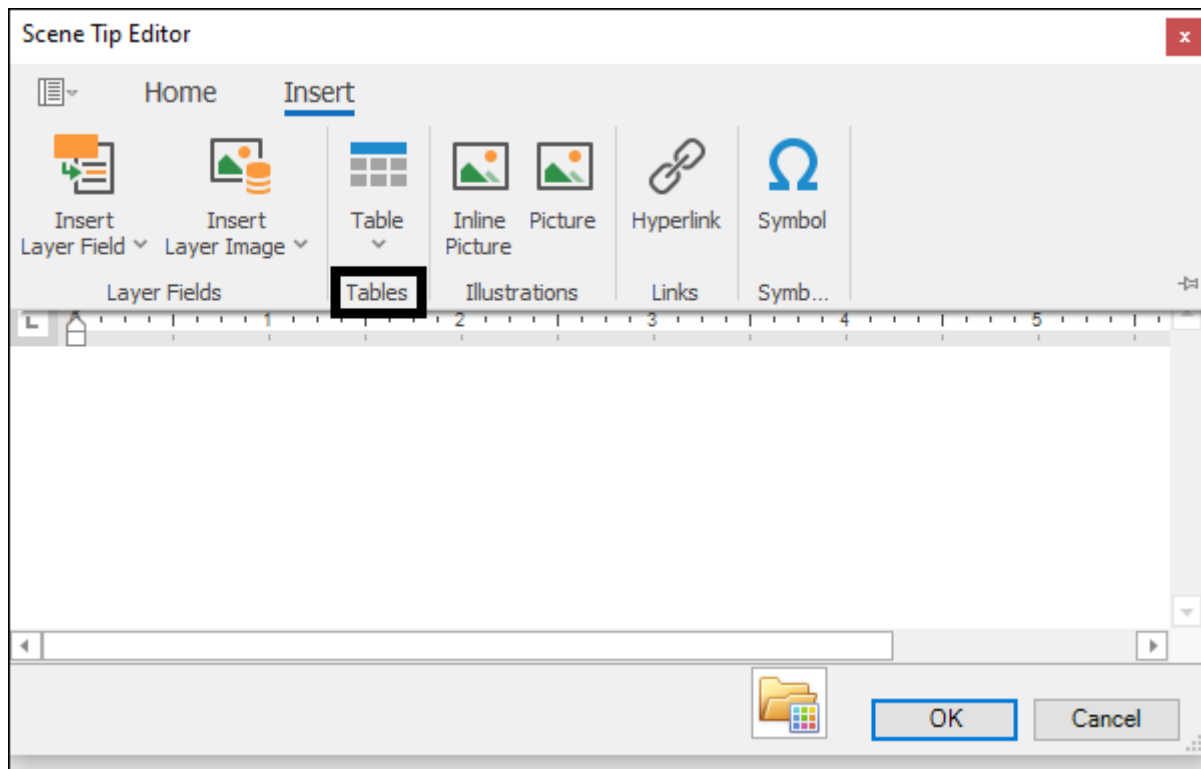 Scene Tip Editor
x
Home Insert
Insert Layer Field
Insert Layer Image
Table
Inline Picture
Picture
Hyperlink
Ω
Symbol
Layer Fields
Tables
Illustrations
Links
Symb...
1 2 3 4 5
OK
Cancel